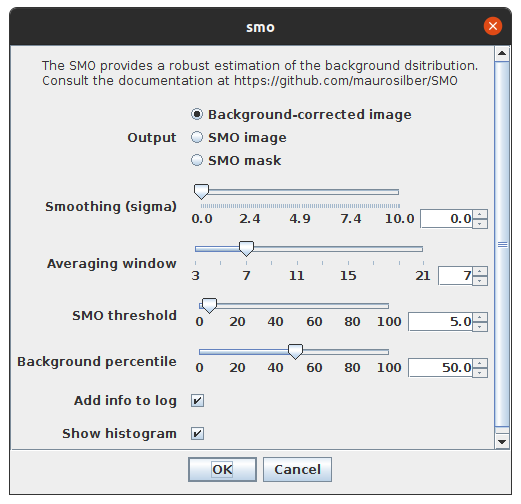 smo
The SMO provides a robust estimation of the background dsitribution.
Consult the documentation at https://github.com/maurosilber/SMO
Output
Background-corrected image
SMO image
SMO mask
Smoothing (sigma)
0.0 2.4 4.9 7.4 10.0 0.0
Averaging window
3 7 11 15 21 7
SMO threshold
0 20 40 60 80 100 5.0
Background percentile
0 20 40 60 80 100 50.0
Add info to log
Show histogram
OK Cancel